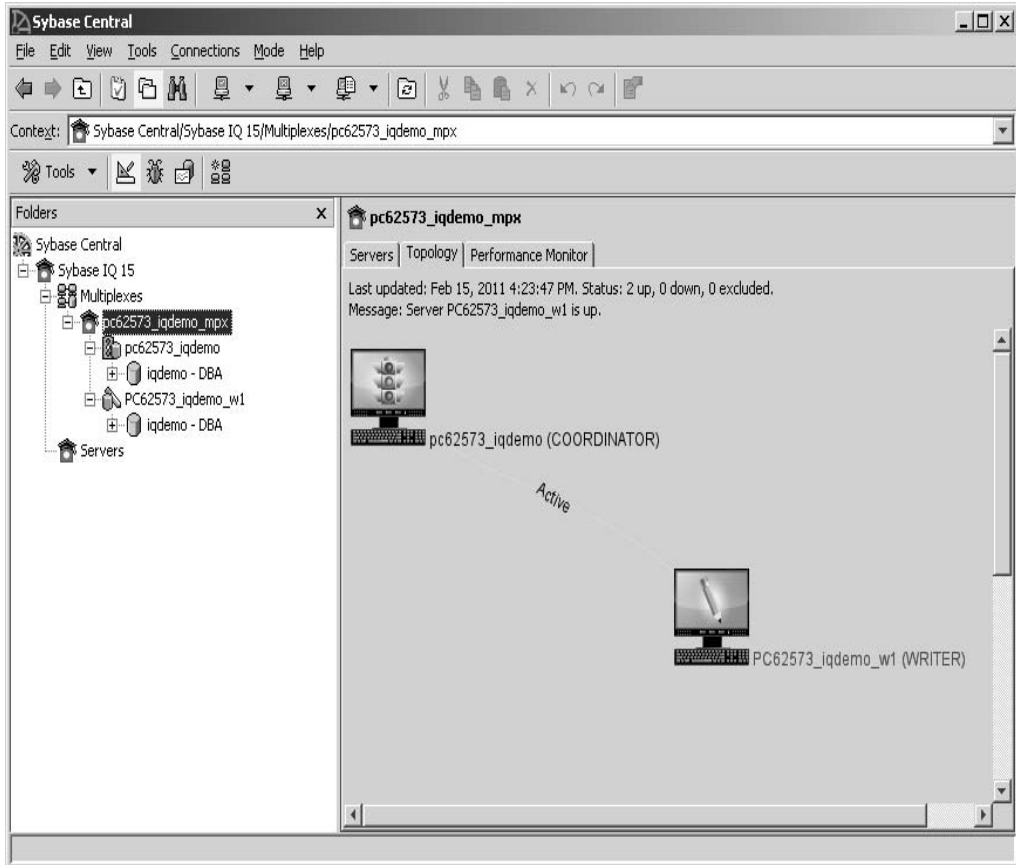 Sybase Central
File Edit View Tools Connections Mode Help
Context: Sybase Central/Sybase IQ 15/Multiplexes/pc62573_iqdemo_mpx
Tools
Folders x
Sybase Central
Sybase IQ 15
Multiplexes
pc62573_iqdemo_mpx
pc62573_iqdemo
iqdemo - DBA
PC62573_iqdemo_w1
iqdemo - DBA
Servers
pc62573_iqdemo_mpx
Servers Topology Performance Monitor
Last updated: Feb 15, 2011 4:23:47 PM. Status: 2 up, 0 down, 0 excluded.
Message: Server PC62573_iqdemo_w1 is up.
pc62573_iqdemo (COORDINATOR)
Active
PC62573_iqdemo_w1 (WRITER)